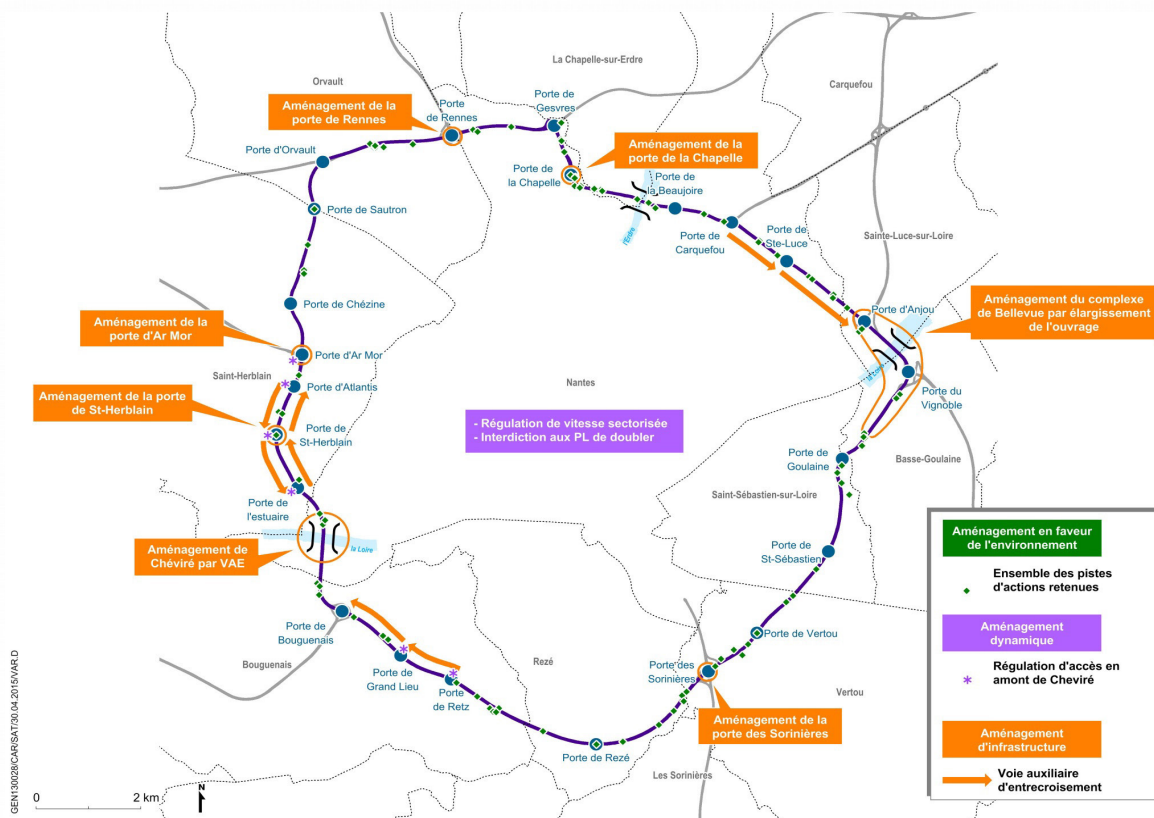 La Chapelle-sur-Erdre
Orvault
Carquefou
Aménagement de la
porte de Rennes
Porte
de Rennes
Porte de
Gesvres
Aménagement de la
porte de la Chapelle
Porte d'Orvault
Porte de
la Chapelle
Porte de
la Beaujoire
Porte de Sautron
l'Erdre
Porte de
Carquefou
Porte de
Ste-Luce
Sainte-Luce-sur-Loire
Porte de Chézine
Aménagement du complexe
de Bellevue par élargissement
de l'ouvrage
Porte d'Anjou
Aménagement de la
porte d'Ar Mor
Porte d'Ar Mor
la Loire
Saint-Herblain
Porte d'Atlantis
Nantes
Porte du
Vignoble
Aménagement de la porte
de St-Herblain
Porte de
St-Herblain
- Régulation de vitesse sectorisée
- Interdiction aux PL de doubler
Porte de
Goulaine
Basse-Goulaine
Saint-Sébastien-sur-Loire
Porte de
l'estuaire
la Loire
Aménagement de
Chéviré par VAE
Porte de
St-Sébastien
Porte de
Bouguenais
Porte de Vertou
Bouguenais
Porte de
Grand Lieu
Porte
de Retz
Rezé
Porte des
Sorinières
Vertou
Aménagement de la
porte des Sorinières
Porte de Rezé
Les Sorinières
Aménagement en faveur
de l'environnement
Ensemble des pistes
d'actions retenues
Aménagement
dynamique
Régulation d'accès en
amont de Cheviré
Aménagement
d'infrastructure
Voie auxiliaire
d'entrecroisement
GEN130028/CAR/SAT/30.04.2015/VAR.D
0 2 km
N